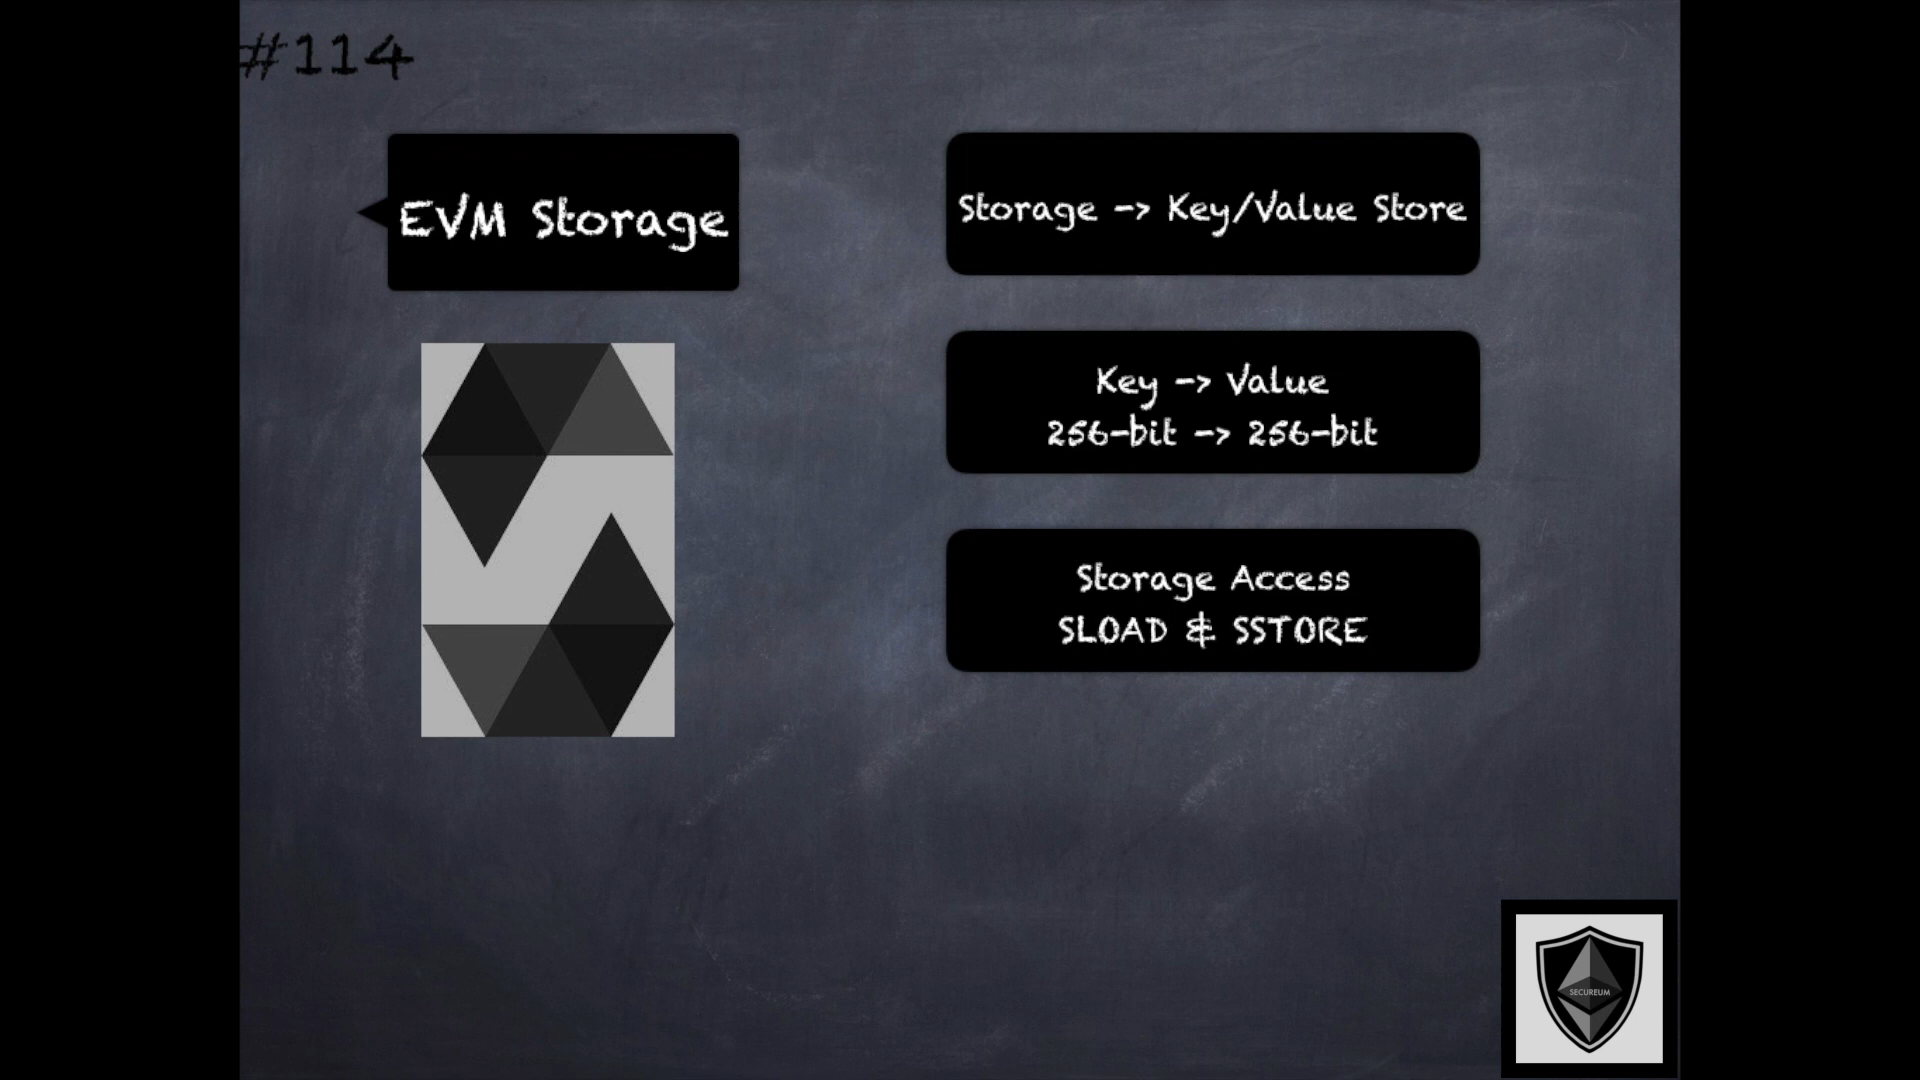 #114
EVM Storage
Storage -> Key/Value Store
Key -> Value
256-bit -> 256-bit
Storage Access
SLOAD & SSTORE
SECUREUM